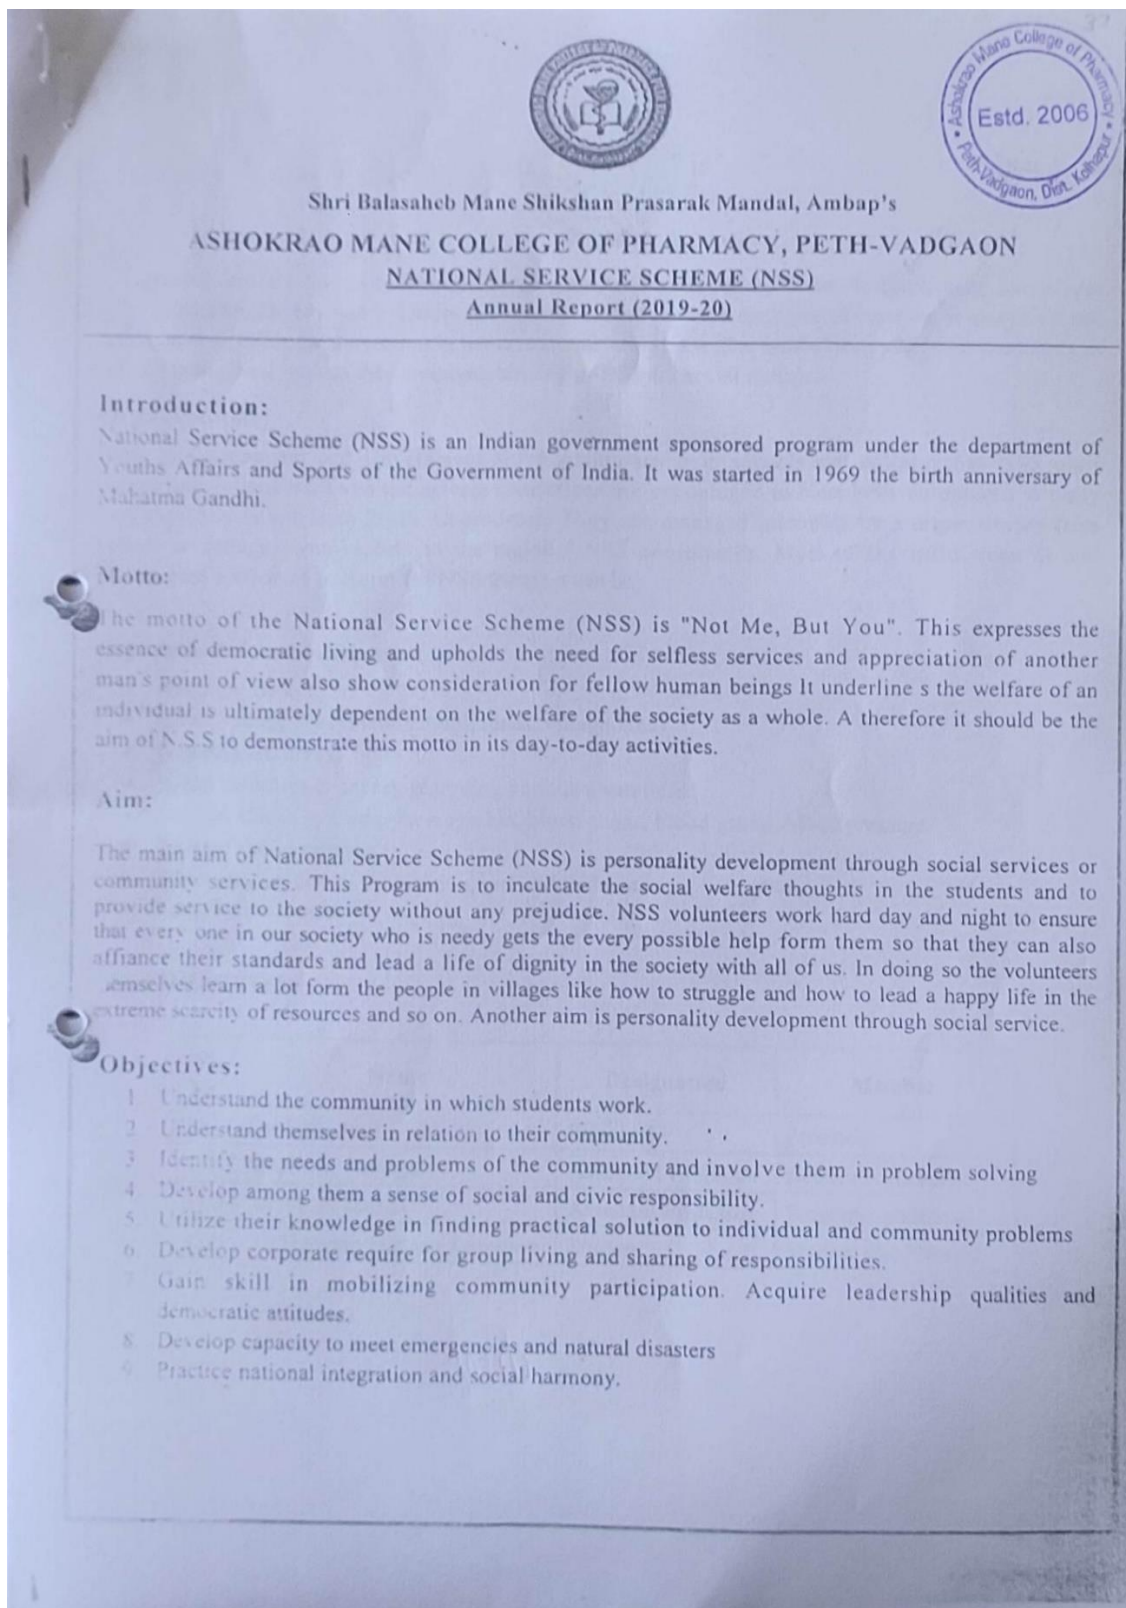 Ashokrao Mane College of Pharmacy
Estd. 2006
Peth-Vadgaon, Dist. Kolhapur
Shri Balasaheb Mane Shikshan Prasarak Mandal, Ambap's
ASHOKRAO MANE COLLEGE OF PHARMACY, PETH-VADGAON
NATIONAL SERVICE SCHEME (NSS)
Annual Report (2019-20)
Introduction:
National Service Scheme (NSS) is an Indian government sponsored program under the department of
Youths Affairs and Sports of the Government of India. It was started in 1969 the birth anniversary of
Mahatma Gandhi.
Motto:
The motto of the National Service Scheme (NSS) is "Not Me, But You". This expresses the
essence of democratic living and upholds the need for selfless services and appreciation of another
man's point of view also show consideration for fellow human beings It underline s the welfare of an
individual is ultimately dependent on the welfare of the society as a whole. A therefore it should be the
aim of N.S.S to demonstrate this motto in its day-to-day activities.
Aim:
The main aim of National Service Scheme (NSS) is personality development through social services or
community services. This Program is to inculcate the social welfare thoughts in the students and to
provide service to the society without any prejudice. NSS volunteers work hard day and night to ensure
that every one in our society who is needy gets the every possible help form them so that they can also
affiance their standards and lead a life of dignity in the society with all of us. In doing so the volunteers
emselves learn a lot form the people in villages like how to struggle and how to lead a happy life in the
extreme scarcity of resources and so on. Another aim is personality development through social service.
Objectives:
1 Understand the community in which students work.
2 Understand themselves in relation to their community.
3 Identify the needs and problems of the community and involve them in problem solving
4. Develop among them a sense of social and civic responsibility.
5. Utilize their knowledge in finding practical solution to individual and community problems
6. Develop corporate require for group living and sharing of responsibilities.
Gain skill in mobilizing community participation. Acquire leadership qualities and
democratic attitudes.
8 Develop capacity to meet emergencies and natural disasters
9 Practice national integration and social harmony.